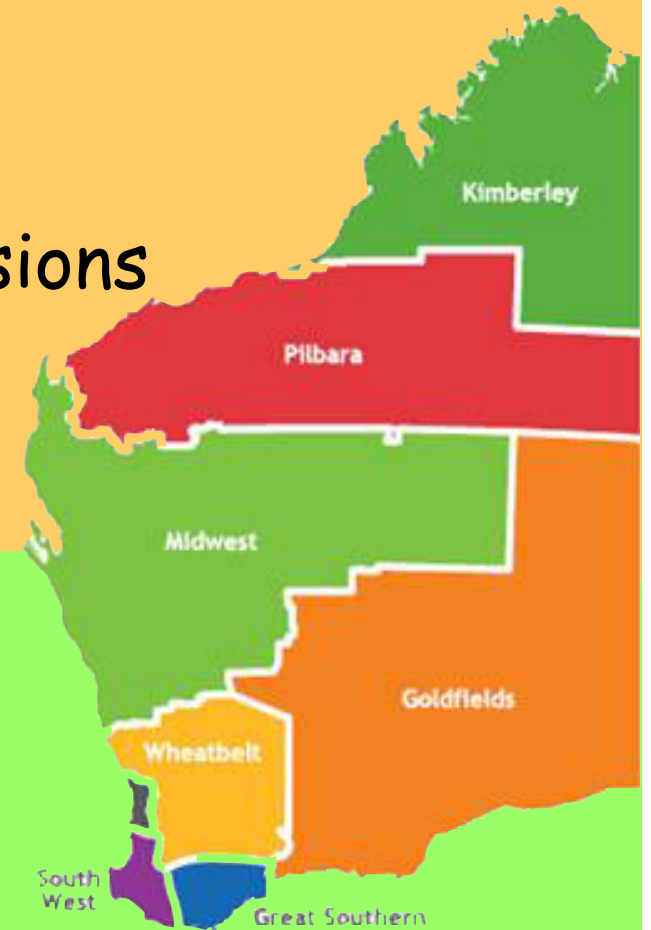 Kimberley
sions
Pilbara
Midwest
Goldfields
Wheatbelt
South
West
Great Southern